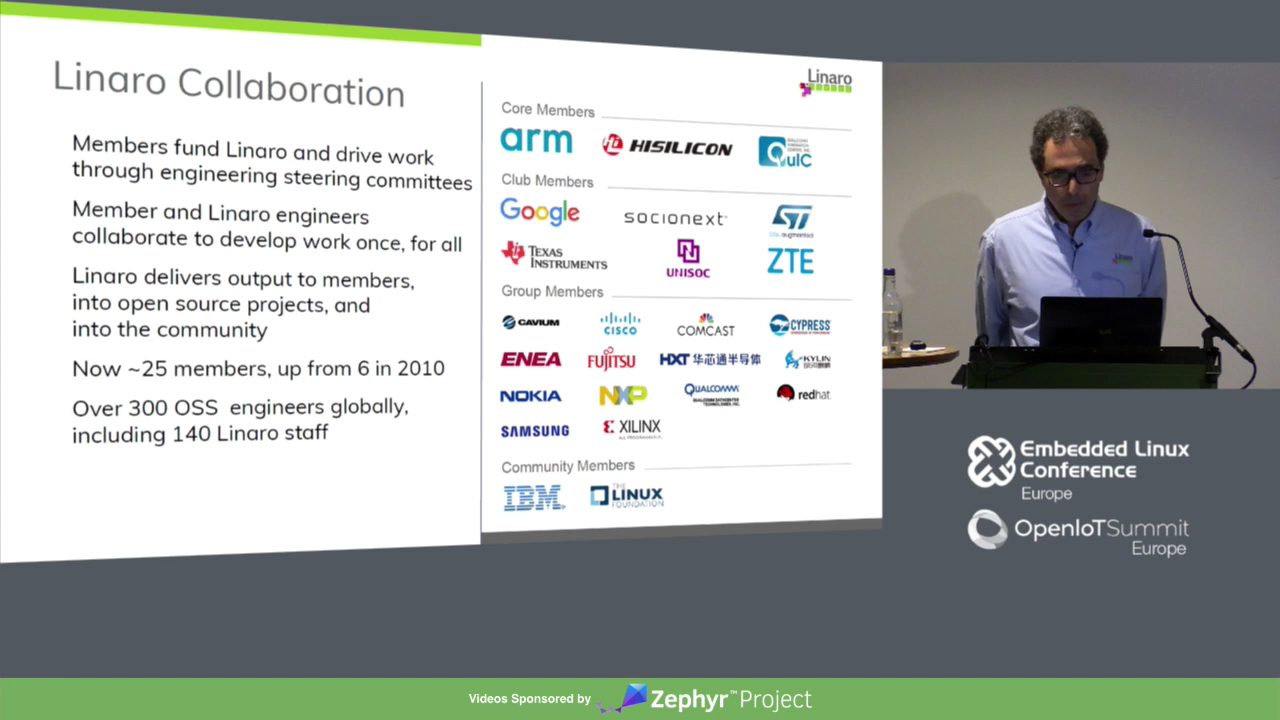 Linaro Collaboration
Members fund Linaro and drive work
through engineering steering committees
Member and Linaro engineers
collaborate to develop work once, for all
Linaro delivers output to members,
into open source projects, and
into the community
Now ~25 members, up from 6 in 2010
Over 300 OSS engineers globally,
including 140 Linaro staff
Linaro
Core Members
arm
HISILICON
QuIC
Club Members
Google
socionext
ST
TEXAS
INSTRUMENTS
UNISOC
ZTE
Group Members
CAVIUM
CISCO
COMCAST
CYPRESS
ENEA
FUJITSU
HXT 华芯通半导体
KYLIN
NOKIA
NXP
QUALCOMM
redhat
SAMSUNG
XILINX
Community Members
IBM
THE
LINUX
FOUNDATION
Linaro
Embedded Linux
Conference
Europe
OpenIoTSummit
Europe
Videos Sponsored by
Zephyr™Project